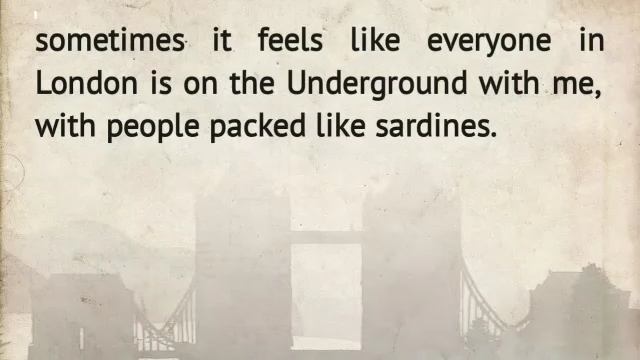 sometimes it feels like everyone in
London is on the Underground with me,
with people packed like sardines.